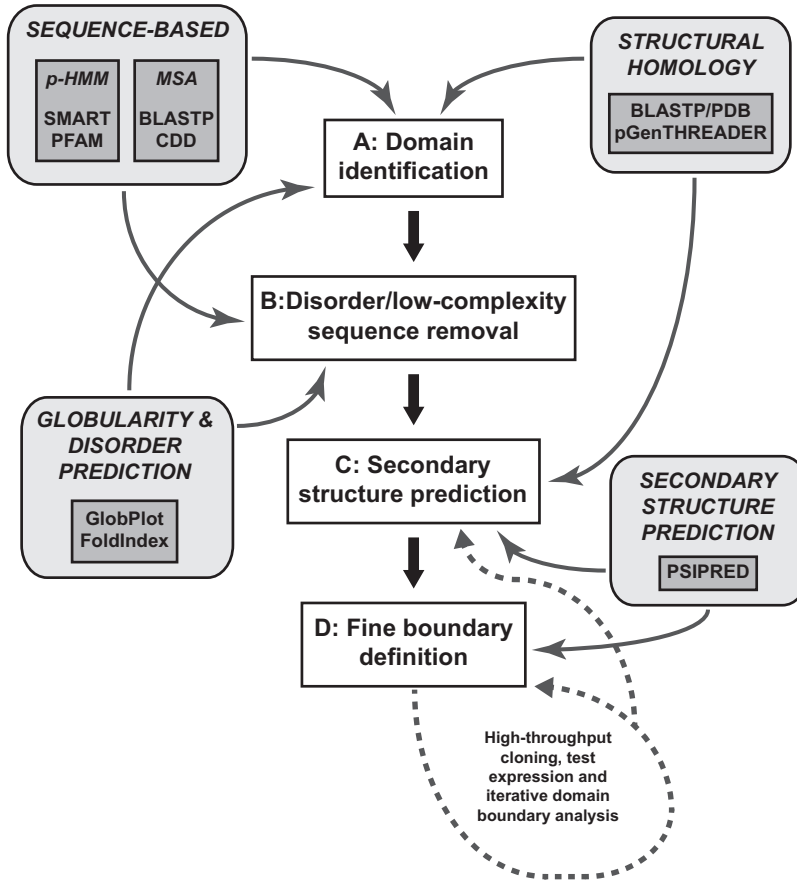 SEQUENCE-BASED
p-HMM
SMART
PFAM
MSA
BLASTP
CDD
STRUCTURAL
HOMOLOGY
BLASTP/PDB
pGenTHREADER
A: Domain
identification
B:Disorder/low-complexity
sequence removal
GLOBULARITY &
DISORDER
PREDICTION
GlobPlot
FoldIndex
C: Secondary
structure prediction
SECONDARY
STRUCTURE
PREDICTION
PSIPRED
D: Fine boundary
definition
High-throughput
cloning, test
expression and
iterative domain
boundary analysis